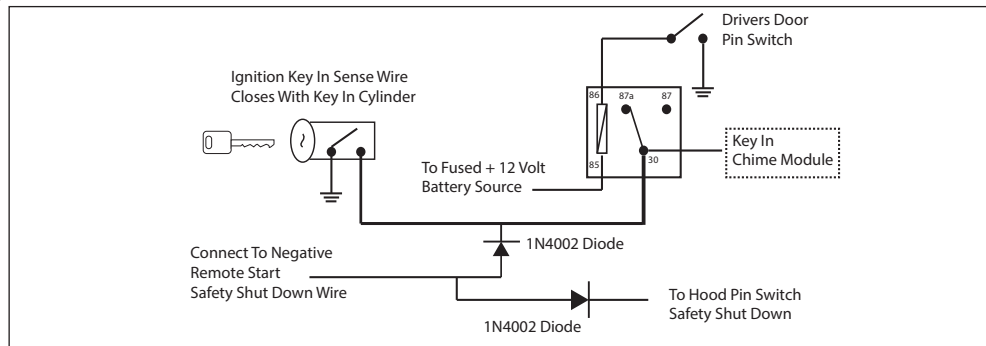 Drivers Door
Pin Switch
Ignition Key In Sense Wire
Closes With Key In Cylinder
86
87a
87
Key In
Chime Module
85
30
To Fused + 12 Volt
Battery Source
1N4002 Diode
Connect To Negative
Remote Start
Safety Shut Down Wire
To Hood Pin Switch
Safety Shut Down
1N4002 Diode